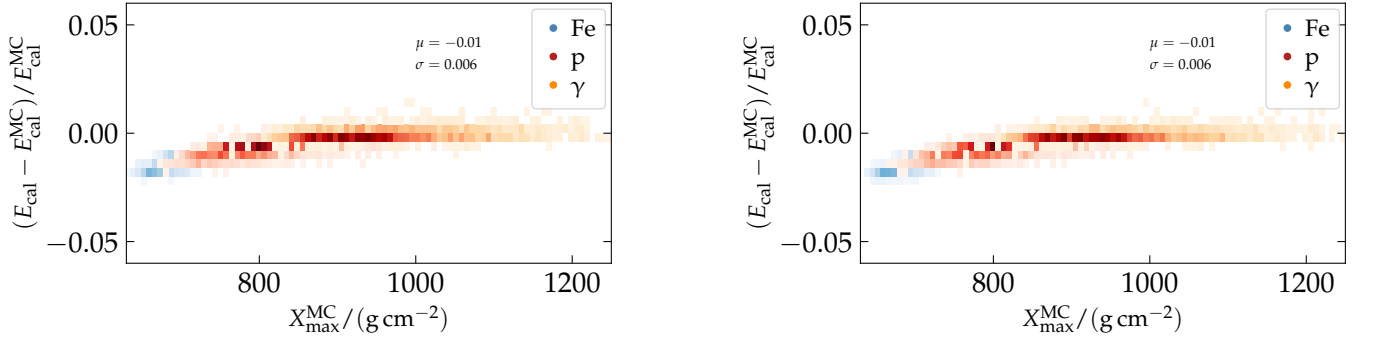 0.05
0.00
−0.05
(E_cal − E_cal^MC)/E_cal^MC
μ = −0.01
σ = 0.006
Fe
p
γ
800
1000
1200
X_max^MC/(g cm^−2)
0.05
0.00
−0.05
(E_cal − E_cal^MC)/E_cal^MC
μ = −0.01
σ = 0.006
Fe
p
γ
800
1000
1200
X_max^MC/(g cm^−2)